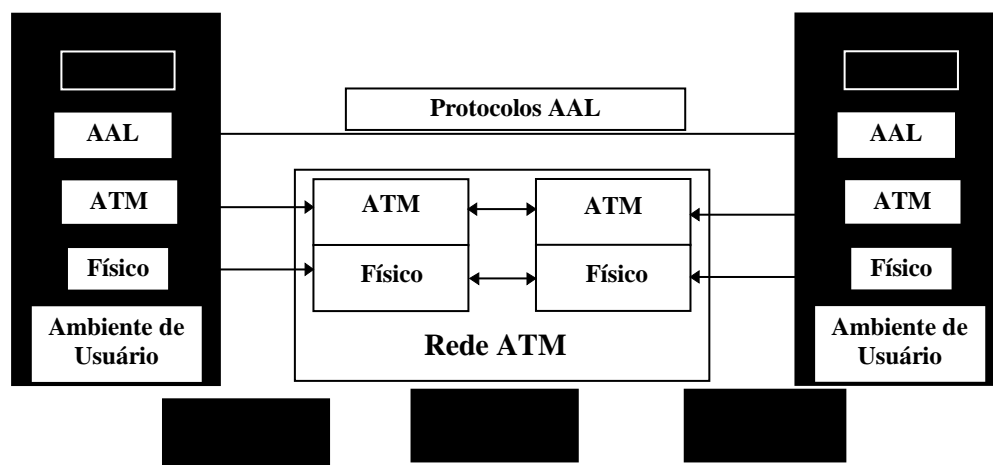 Protocolos AAL
AAL
AAL
ATM
ATM
ATM
ATM
Físico
Físico
Físico
Físico
Ambiente de
Usuário
Rede ATM
Ambiente de
Usuário